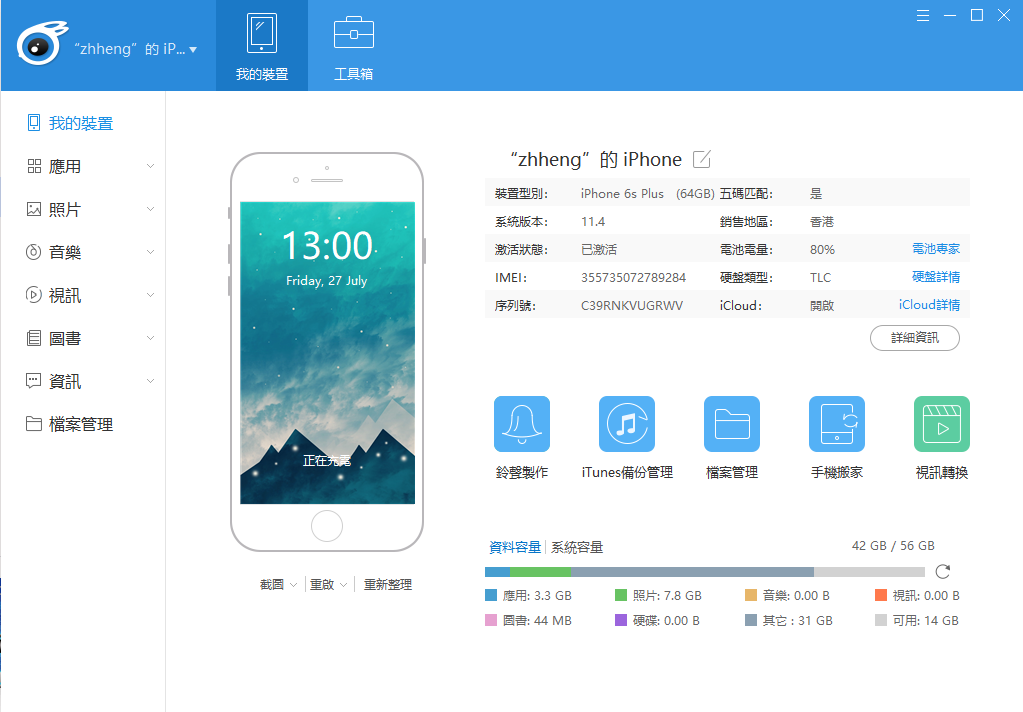 “zhheng” 的 iP...
我的裝置
工具箱
我的裝置
應用
照片
音樂
視訊
圖書
資訊
檔案管理
13:00
Friday, 27 July
正在充電
截圖 重啟 重新整理
“zhheng” 的 iPhone
裝置型別: iPhone 6s Plus (64GB) 五碼匹配: 是
系統版本: 11.4 銷售地區: 香港
激活狀態: 已激活 電池電量: 80% 電池專家
IMEI: 355735072789284 硬盤類型: TLC 硬盤詳情
序列號: C39RNKVUGRWV iCloud: 開啟 iCloud詳情
詳細資訊
鈴聲製作 iTunes備份管理 檔案管理 手機搬家 視訊轉換
資料容量 系統容量 42 GB / 56 GB
應用: 3.3 GB 照片: 7.8 GB 音樂: 0.00 B 視訊: 0.00 B
圖書: 44 MB 硬碟: 0.00 B 其它 : 31 GB 可用: 14 GB